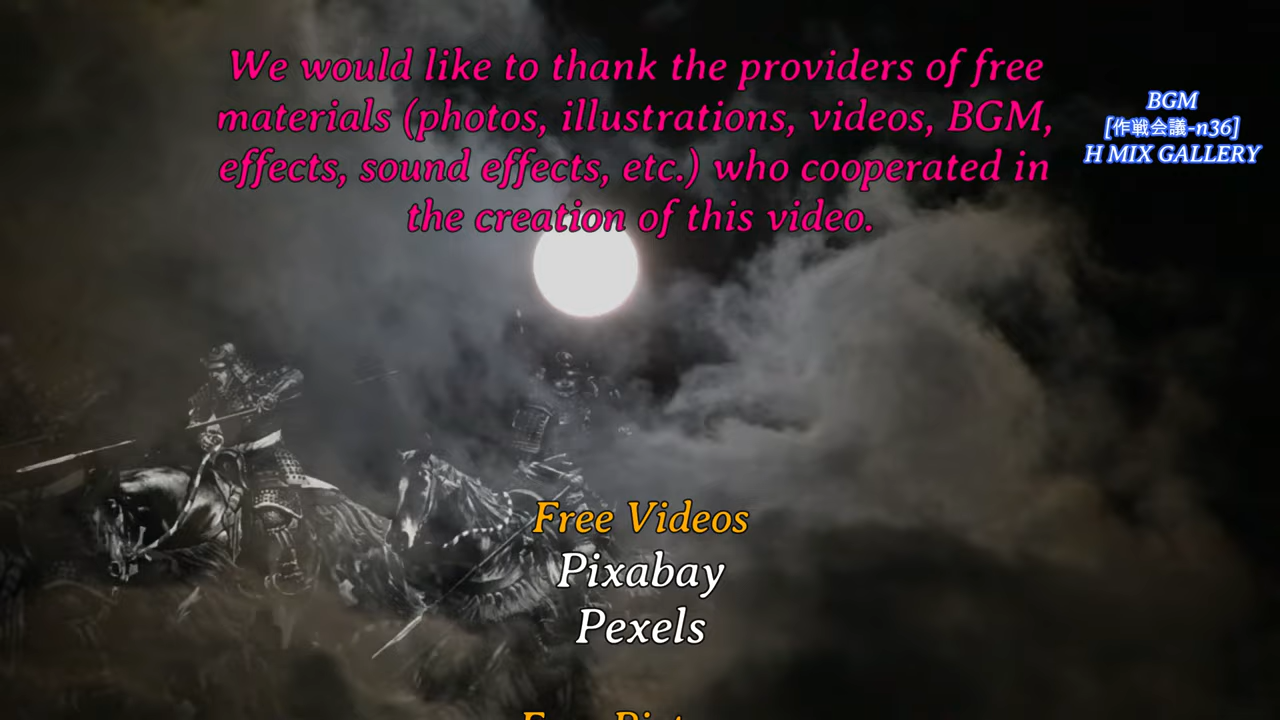 We would like to thank the providers of free
materials (photos, illustrations, videos, BGM,
effects, sound effects, etc.) who cooperated in
the creation of this video.
BGM
[作戦会議-n36]
H MIX GALLERY
Free Videos
Pixabay
Pexels